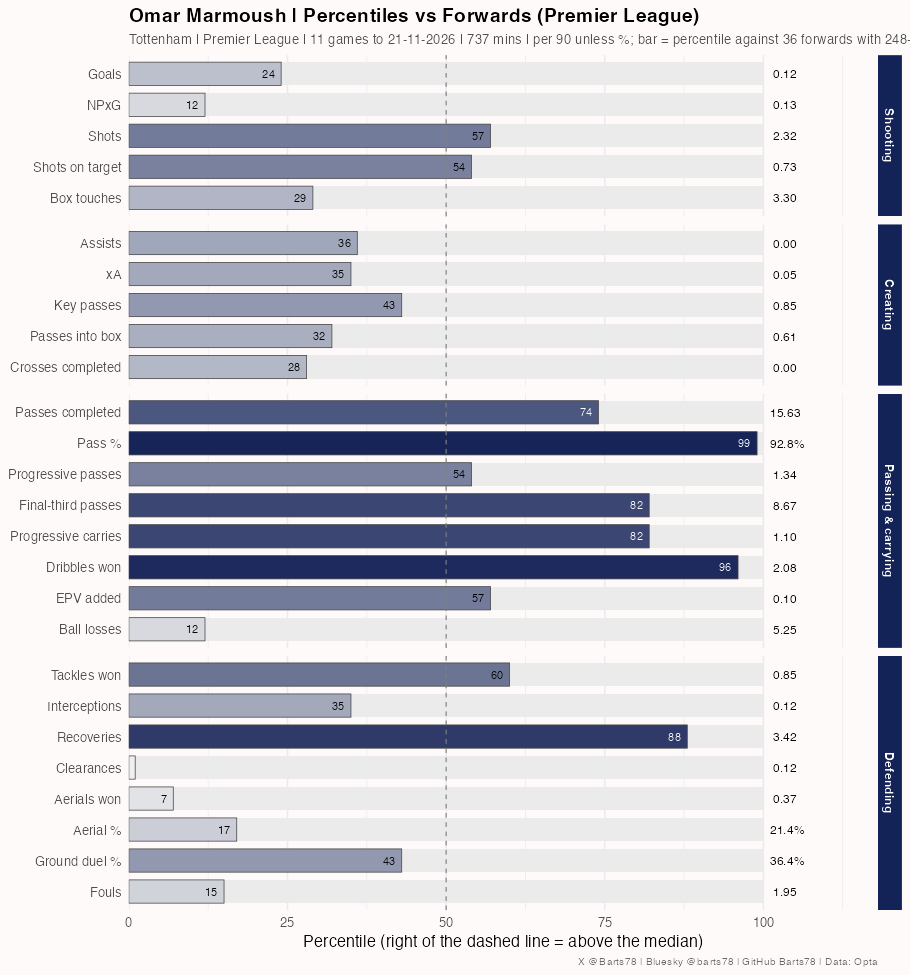 Omar Marmoush | Percentiles vs Forwards (Premier League)
Tottenham | Premier League | 11 games to 21-11-2026 | 737 mins | per 90 unless %; bar = percentile against 36 forwards with 248-
Goals 24 0.12
NPxG 12 0.13
Shots 57 2.32
Shots on target 54 0.73
Box touches 29 3.30
Shooting
Assists 36 0.00
xA 35 0.05
Key passes 43 0.85
Passes into box 32 0.61
Crosses completed 28 0.00
Creating
Passes completed 74 15.63
Pass % 99 92.8%
Progressive passes 54 1.34
Final-third passes 82 8.67
Progressive carries 82 1.10
Dribbles won 96 2.08
EPV added 57 0.10
Ball losses 12 5.25
Passing & carrying
Tackles won 60 0.85
Interceptions 35 0.12
Recoveries 88 3.42
Clearances 0.12
Aerials won 7 0.37
Aerial % 17 21.4%
Ground duel % 43 36.4%
Fouls 15 1.95
Defending
0 25 50 75 100
Percentile (right of the dashed line = above the median)
X @Barts78 | Bluesky @barts78 | GitHub Barts78 | Data: Opta